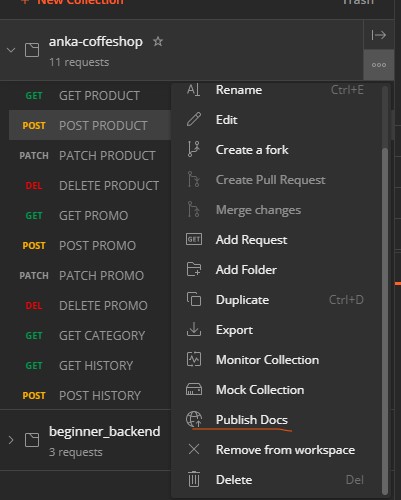 + New Collection
Trash
anka-coffeshop
11 requests
GET GET PRODUCT
POST POST PRODUCT
PATCH PATCH PRODUCT
DEL DELETE PRODUCT
GET GET PROMO
POST POST PROMO
PATCH PATCH PROMO
DEL DELETE PROMO
GET GET CATEGORY
GET GET HISTORY
POST POST HISTORY
beginner_backend
3 requests
Rename Ctrl+E
Edit
Create a fork
Create Pull Request
Merge changes
GET Add Request
Add Folder
Duplicate Ctrl+D
Export
Monitor Collection
Mock Collection
Publish Docs
Remove from workspace
Delete Del